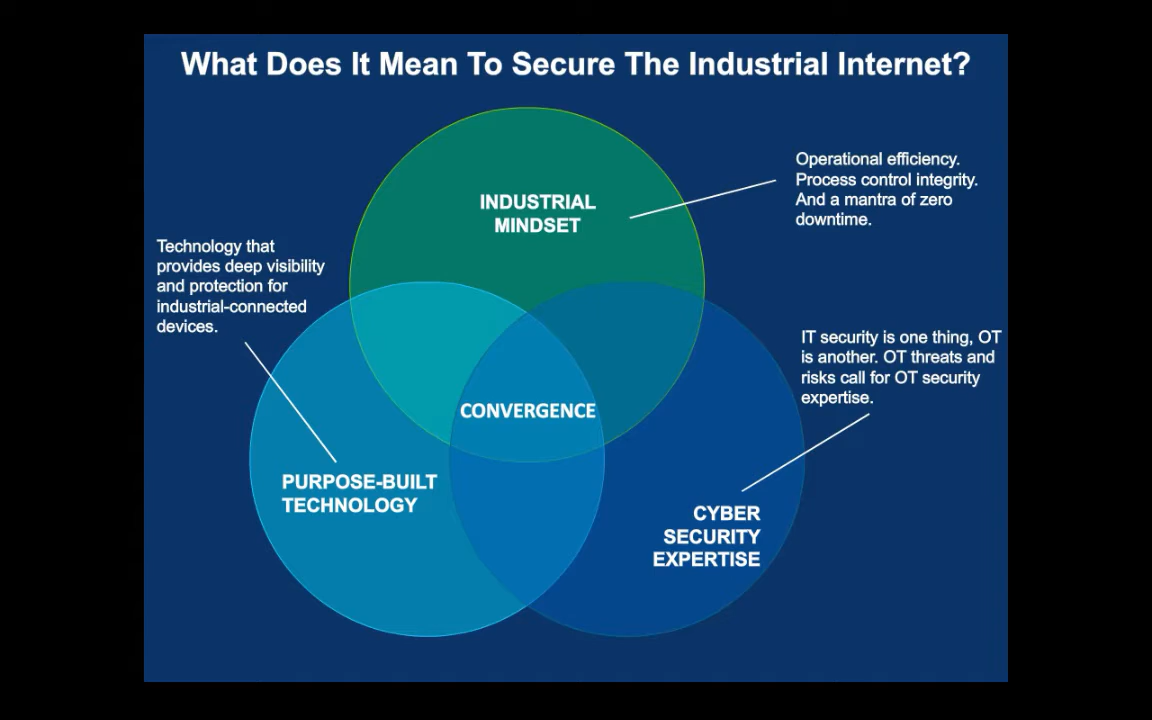 What Does It Mean To Secure The Industrial Internet?
Operational efficiency.
Process control integrity.
And a mantra of zero
downtime.
INDUSTRIAL
MINDSET
Technology that
provides deep visibility
and protection for
industrial-connected
devices.
IT security is one thing, OT
is another. OT threats and
risks call for OT security
expertise.
CONVERGENCE
PURPOSE-BUILT
TECHNOLOGY
CYBER
SECURITY
EXPERTISE